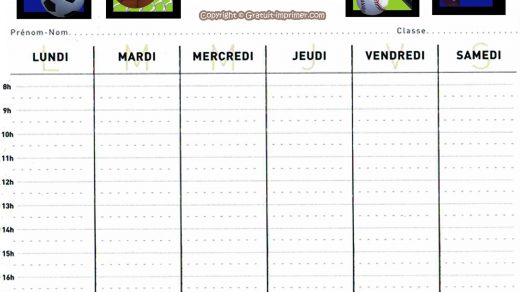 Copyright © Gratuit-Imprimer.com
Prénom-Nom
Classe
LUNDI MARDI MERCREDI JEUDI VENDREDI SAMEDI
L M M J V S
8h
9h
10h
11h
12h
13h
14h
15h
16h